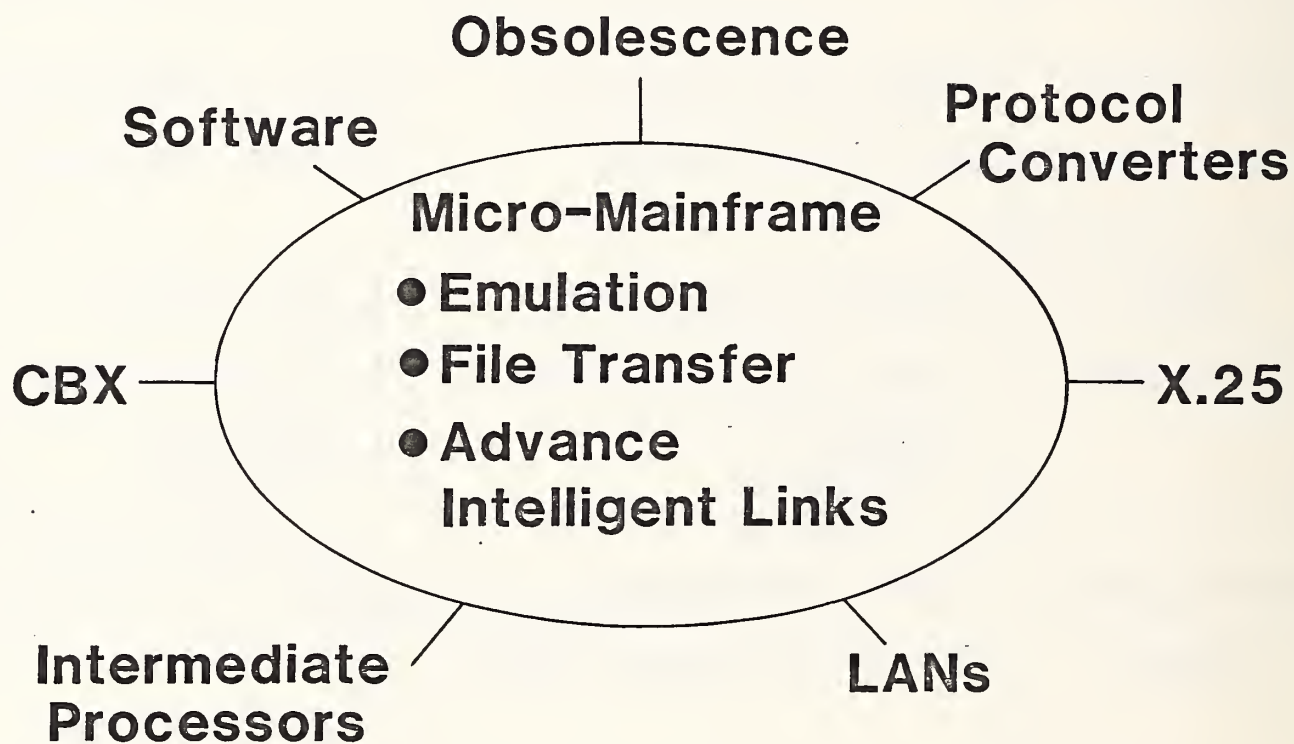 Obsolescence
Software
Protocol
Converters
Micro-Mainframe
● Emulation
● File Transfer
● Advance
Intelligent Links
CBX
X.25
Intermediate
Processors
LANs